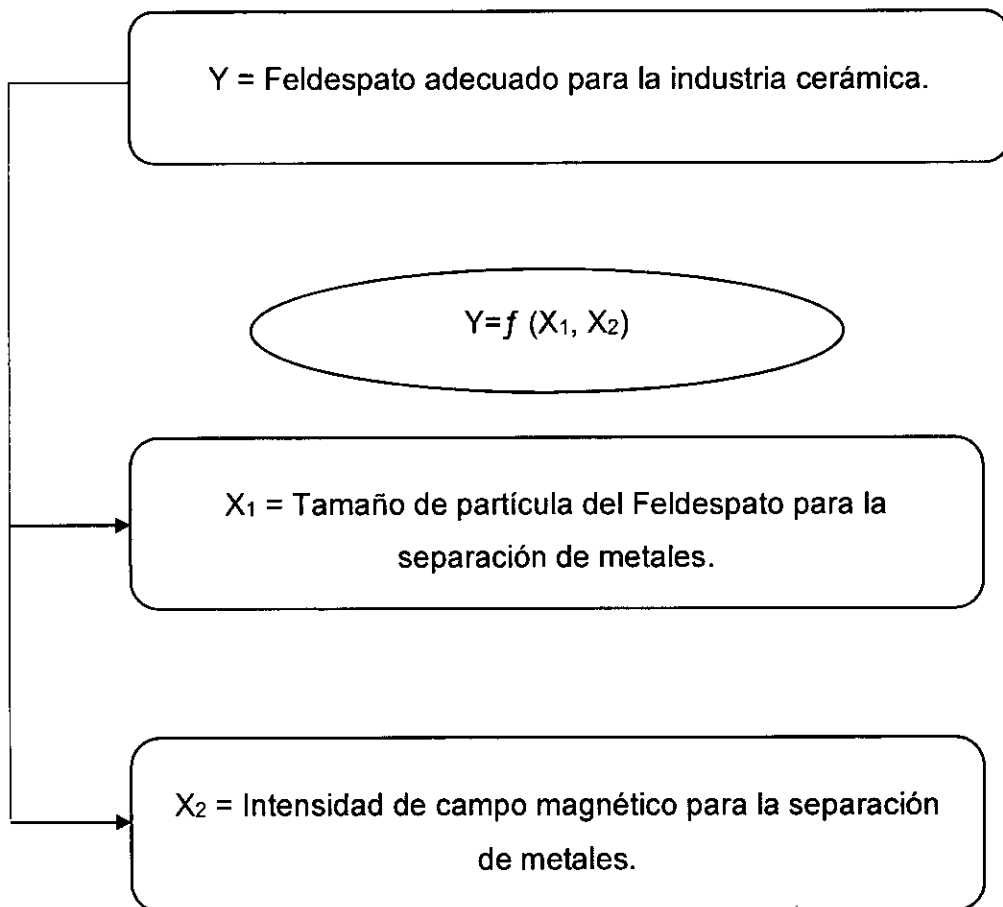 Y = Feldespato adecuado para la industria cerámica.
Y=ƒ (X₁, X₂)
X₁ = Tamaño de partícula del Feldespato para la
separación de metales.
X₂ = Intensidad de campo magnético para la separación
de metales.